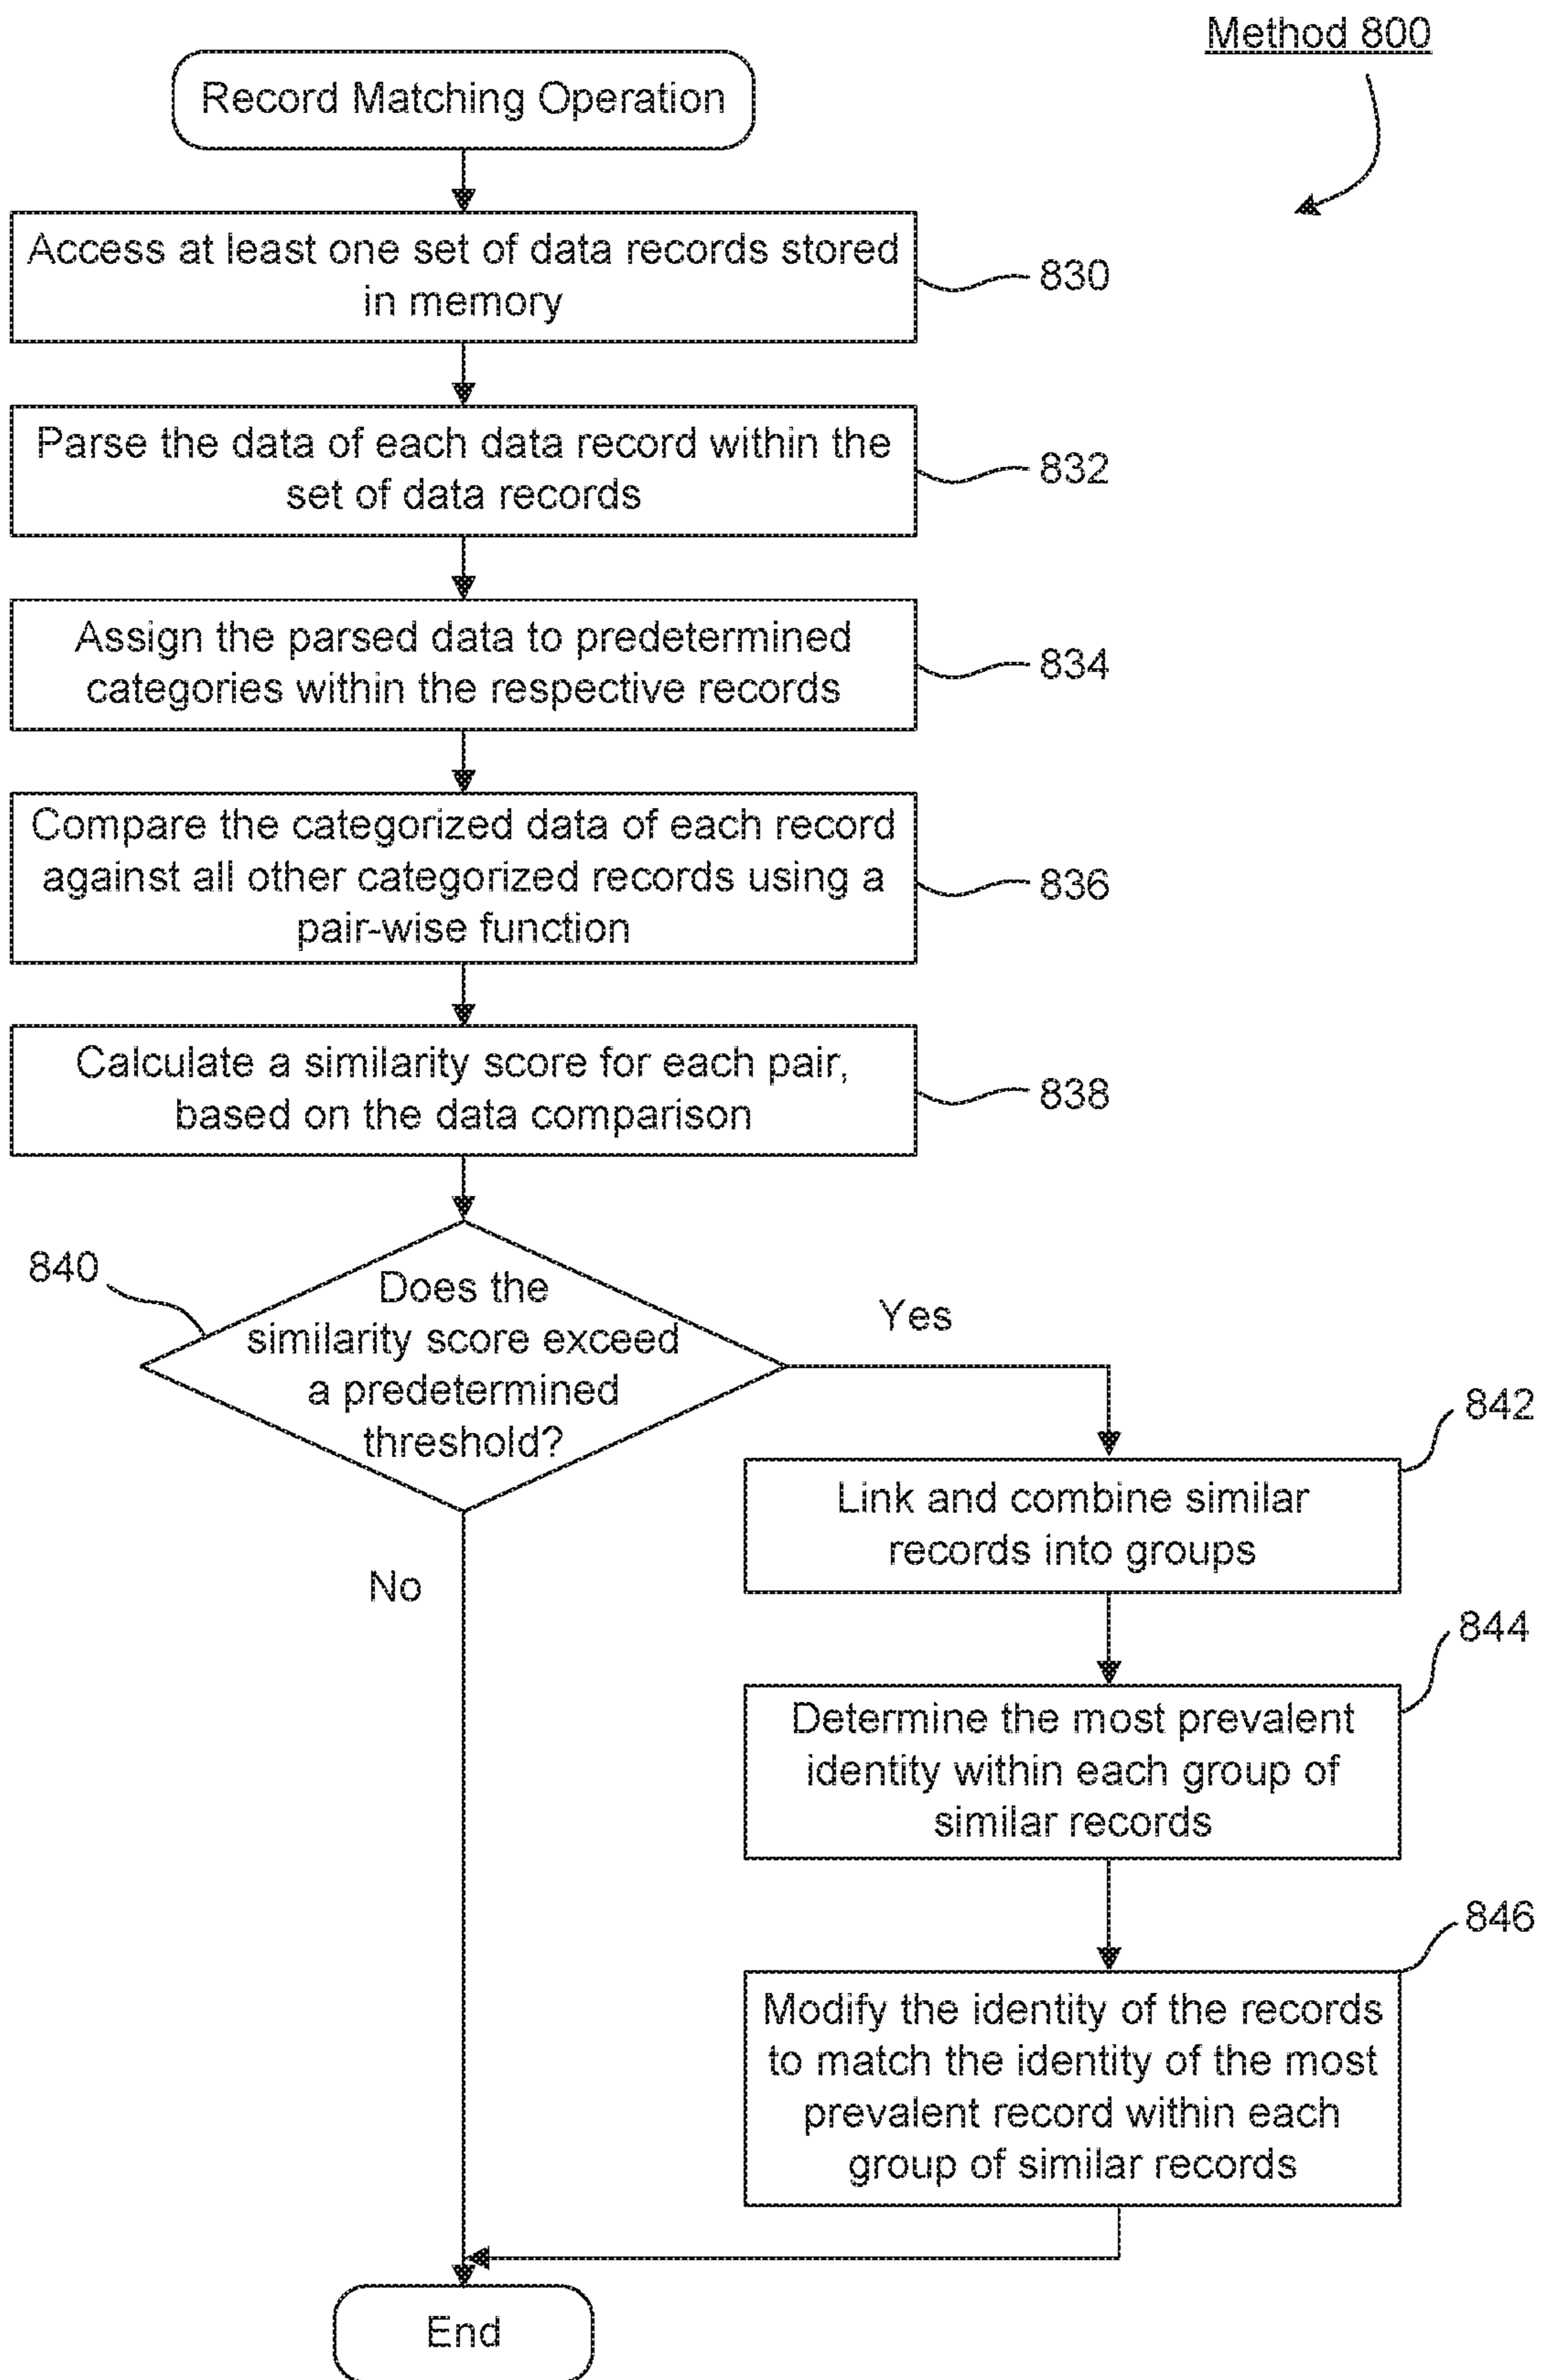 Method 800
Record Matching Operation
Access at least one set of data records stored
in memory
830
Parse the data of each data record within the
set of data records
832
Assign the parsed data to predetermined
categories within the respective records
834
Compare the categorized data of each record
against all other categorized records using a
pair-wise function
836
Calculate a similarity score for each pair,
based on the data comparison
838
840
Does the
similarity score exceed
a predetermined
threshold?
Yes
No
842
Link and combine similar
records into groups
844
Determine the most prevalent
identity within each group of
similar records
846
Modify the identity of the records
to match the identity of the most
prevalent record within each
group of similar records
End